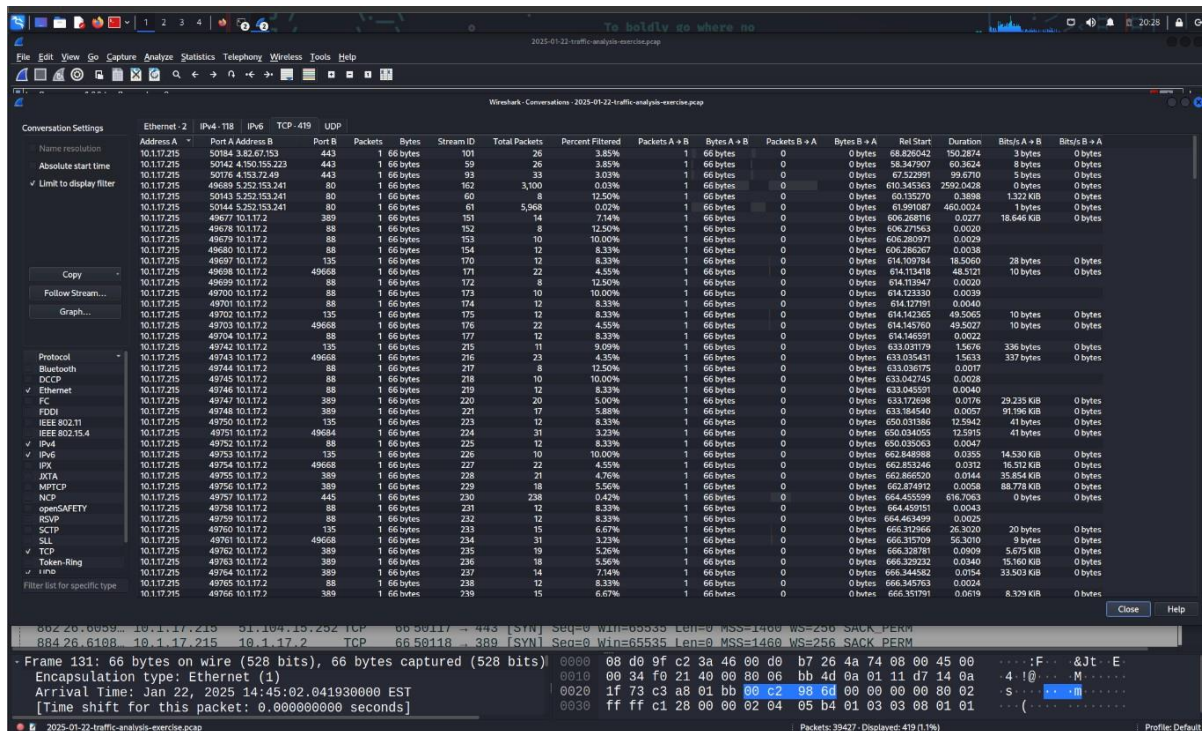 1 2 3 4
To boldly go where no
20:28
2025-01-22-traffic-analysis-exercise.pcap
File Edit View Go Capture Analyze Statistics Telephony Wireless Tools Help
Wireshark · Conversations · 2025-01-22-traffic-analysis-exercise.pcap
Conversation Settings
Name resolution
Absolute start time
Limit to display filter
Copy
Follow Stream...
Graph...
Protocol
Bluetooth
DCCP
Ethernet
FC
FDDI
IEEE 802.11
IEEE 802.15.4
IPv4
IPv6
IPX
JXTA
MPTCP
NCP
openSAFETY
RSVP
SCTP
SLL
TCP
Token-Ring
UDP
Filter list for specific type
Ethernet · 2 IPv4 · 118 IPv6 TCP · 419 UDP
Address A Port A Address B Port B Packets Bytes Stream ID Total Packets Percent Filtered Packets A → B Bytes A → B Packets B → A Bytes B → A Rel Start Duration Bits/s A → B Bits/s B → A
10.1.17.215 50184 3.82.67.153 443 1 66 bytes 101 26 3.85% 1 66 bytes 0 0 bytes 68.826042 150.2874 3 bytes 0 bytes
10.1.17.215 50142 4.150.155.223 443 1 66 bytes 59 26 3.85% 1 66 bytes 0 0 bytes 58.347907 60.3624 8 bytes 0 bytes
10.1.17.215 50176 4.153.72.49 443 1 66 bytes 93 33 3.03% 1 66 bytes 0 0 bytes 67.522991 99.6710 5 bytes 0 bytes
10.1.17.215 49689 5.252.153.241 80 1 66 bytes 162 3,100 0.03% 1 66 bytes 0 0 bytes 610.345363 2592.0428 0 bytes 0 bytes
10.1.17.215 50143 5.252.153.241 80 1 66 bytes 60 8 12.50% 1 66 bytes 0 0 bytes 60.135270 0.3898 1.322 KiB 0 bytes
10.1.17.215 50144 5.252.153.241 80 1 66 bytes 61 5,968 0.02% 1 66 bytes 0 0 bytes 61.991087 460.0024 1 bytes 0 bytes
10.1.17.215 49677 10.1.17.2 389 1 66 bytes 151 14 7.14% 1 66 bytes 0 0 bytes 606.268116 0.0277 18.646 KiB 0 bytes
10.1.17.215 49678 10.1.17.2 88 1 66 bytes 152 8 12.50% 1 66 bytes 0 0 bytes 606.271563 0.0020
10.1.17.215 49679 10.1.17.2 88 1 66 bytes 153 10 10.00% 1 66 bytes 0 0 bytes 606.280971 0.0029
10.1.17.215 49680 10.1.17.2 88 1 66 bytes 154 12 8.33% 1 66 bytes 0 0 bytes 606.286267 0.0038
10.1.17.215 49697 10.1.17.2 135 1 66 bytes 170 12 8.33% 1 66 bytes 0 0 bytes 614.109784 18.5060 28 bytes 0 bytes
10.1.17.215 49698 10.1.17.2 49668 1 66 bytes 171 22 4.55% 1 66 bytes 0 0 bytes 614.113418 48.5121 10 bytes 0 bytes
10.1.17.215 49699 10.1.17.2 88 1 66 bytes 172 8 12.50% 1 66 bytes 0 0 bytes 614.113947 0.0020
10.1.17.215 49700 10.1.17.2 88 1 66 bytes 173 10 10.00% 1 66 bytes 0 0 bytes 614.123330 0.0039
10.1.17.215 49701 10.1.17.2 88 1 66 bytes 174 12 8.33% 1 66 bytes 0 0 bytes 614.127191 0.0040
10.1.17.215 49702 10.1.17.2 135 1 66 bytes 175 12 8.33% 1 66 bytes 0 0 bytes 614.142365 49.5065 10 bytes 0 bytes
10.1.17.215 49703 10.1.17.2 49668 1 66 bytes 176 22 4.55% 1 66 bytes 0 0 bytes 614.145760 49.5027 10 bytes 0 bytes
10.1.17.215 49704 10.1.17.2 88 1 66 bytes 177 12 8.33% 1 66 bytes 0 0 bytes 614.146591 0.0022
10.1.17.215 49742 10.1.17.2 135 1 66 bytes 215 11 9.09% 1 66 bytes 0 0 bytes 633.031179 1.5676 336 bytes 0 bytes
10.1.17.215 49743 10.1.17.2 49668 1 66 bytes 216 23 4.35% 1 66 bytes 0 0 bytes 633.035431 1.5633 337 bytes 0 bytes
10.1.17.215 49744 10.1.17.2 88 1 66 bytes 217 8 12.50% 1 66 bytes 0 0 bytes 633.036175 0.0017
10.1.17.215 49745 10.1.17.2 88 1 66 bytes 218 10 10.00% 1 66 bytes 0 0 bytes 633.042745 0.0028
10.1.17.215 49746 10.1.17.2 88 1 66 bytes 219 12 8.33% 1 66 bytes 0 0 bytes 633.045591 0.0040
10.1.17.215 49747 10.1.17.2 389 1 66 bytes 220 20 5.00% 1 66 bytes 0 0 bytes 633.172698 0.0176 29.235 KiB 0 bytes
10.1.17.215 49748 10.1.17.2 389 1 66 bytes 221 17 5.88% 1 66 bytes 0 0 bytes 633.184540 0.0057 91.196 KiB 0 bytes
10.1.17.215 49750 10.1.17.2 135 1 66 bytes 223 12 8.33% 1 66 bytes 0 0 bytes 650.031386 12.5942 41 bytes 0 bytes
10.1.17.215 49751 10.1.17.2 49684 1 66 bytes 224 31 3.23% 1 66 bytes 0 0 bytes 650.034055 12.5915 41 bytes 0 bytes
10.1.17.215 49752 10.1.17.2 88 1 66 bytes 225 12 8.33% 1 66 bytes 0 0 bytes 650.035063 0.0047
10.1.17.215 49753 10.1.17.2 135 1 66 bytes 226 10 10.00% 1 66 bytes 0 0 bytes 662.848988 0.0355 14.530 KiB 0 bytes
10.1.17.215 49754 10.1.17.2 49668 1 66 bytes 227 22 4.55% 1 66 bytes 0 0 bytes 662.853246 0.0312 16.512 KiB 0 bytes
10.1.17.215 49755 10.1.17.2 389 1 66 bytes 228 21 4.76% 1 66 bytes 0 0 bytes 662.866520 0.0144 35.854 KiB 0 bytes
10.1.17.215 49756 10.1.17.2 389 1 66 bytes 229 18 5.56% 1 66 bytes 0 0 bytes 662.874912 0.0058 88.778 KiB 0 bytes
10.1.17.215 49757 10.1.17.2 445 1 66 bytes 230 238 0.42% 1 66 bytes 0 0 bytes 664.455599 616.7063 0 bytes 0 bytes
10.1.17.215 49758 10.1.17.2 88 1 66 bytes 231 12 8.33% 1 66 bytes 0 0 bytes 664.459151 0.0043
10.1.17.215 49759 10.1.17.2 88 1 66 bytes 232 12 8.33% 1 66 bytes 0 0 bytes 664.463499 0.0025
10.1.17.215 49760 10.1.17.2 135 1 66 bytes 233 15 6.67% 1 66 bytes 0 0 bytes 666.312966 26.3020 20 bytes 0 bytes
10.1.17.215 49761 10.1.17.2 49668 1 66 bytes 234 31 3.23% 1 66 bytes 0 0 bytes 666.315709 56.3010 9 bytes 0 bytes
10.1.17.215 49762 10.1.17.2 389 1 66 bytes 235 19 5.26% 1 66 bytes 0 0 bytes 666.328781 0.0909 5.675 KiB 0 bytes
10.1.17.215 49763 10.1.17.2 389 1 66 bytes 236 18 5.56% 1 66 bytes 0 0 bytes 666.329232 0.0340 15.160 KiB 0 bytes
10.1.17.215 49764 10.1.17.2 389 1 66 bytes 237 14 7.14% 1 66 bytes 0 0 bytes 666.344582 0.0154 33.503 KiB 0 bytes
10.1.17.215 49765 10.1.17.2 88 1 66 bytes 238 12 8.33% 1 66 bytes 0 0 bytes 666.345763 0.0024
10.1.17.215 49766 10.1.17.2 389 1 66 bytes 239 15 6.67% 1 66 bytes 0 0 bytes 666.351791 0.0619 8.329 KiB 0 bytes
Close Help
862 26.6059… 10.1.17.215 51.104.15.252 TCP 66 50117 → 443 [SYN] Seq=0 Win=65535 Len=0 MSS=1460 WS=256 SACK_PERM
884 26.6108… 10.1.17.215 10.1.17.2 TCP 66 50118 → 389 [SYN] Seq=0 Win=65535 Len=0 MSS=1460 WS=256 SACK_PERM
Frame 131: 66 bytes on wire (528 bits), 66 bytes captured (528 bits)
Encapsulation type: Ethernet (1)
Arrival Time: Jan 22, 2025 14:45:02.041930000 EST
[Time shift for this packet: 0.000000000 seconds]
0000 08 d0 9f c2 3a 46 00 d0 b7 26 4a 74 08 00 45 00 ····:F·· ·&Jt··E·
0010 00 34 f0 21 40 00 80 06 bb 4d 0a 01 11 d7 14 0a ·4·!@··· ·M······
0020 1f 73 c3 a8 01 bb 00 c2 98 6d 00 00 00 00 80 02 ·s······ ·m······
0030 ff ff c1 28 00 00 02 04 05 b4 01 03 03 08 01 01 ···(···· ········
2025-01-22-traffic-analysis-exercise.pcap
Packets: 39427 · Displayed: 419 (1.1%)
Profile: Default